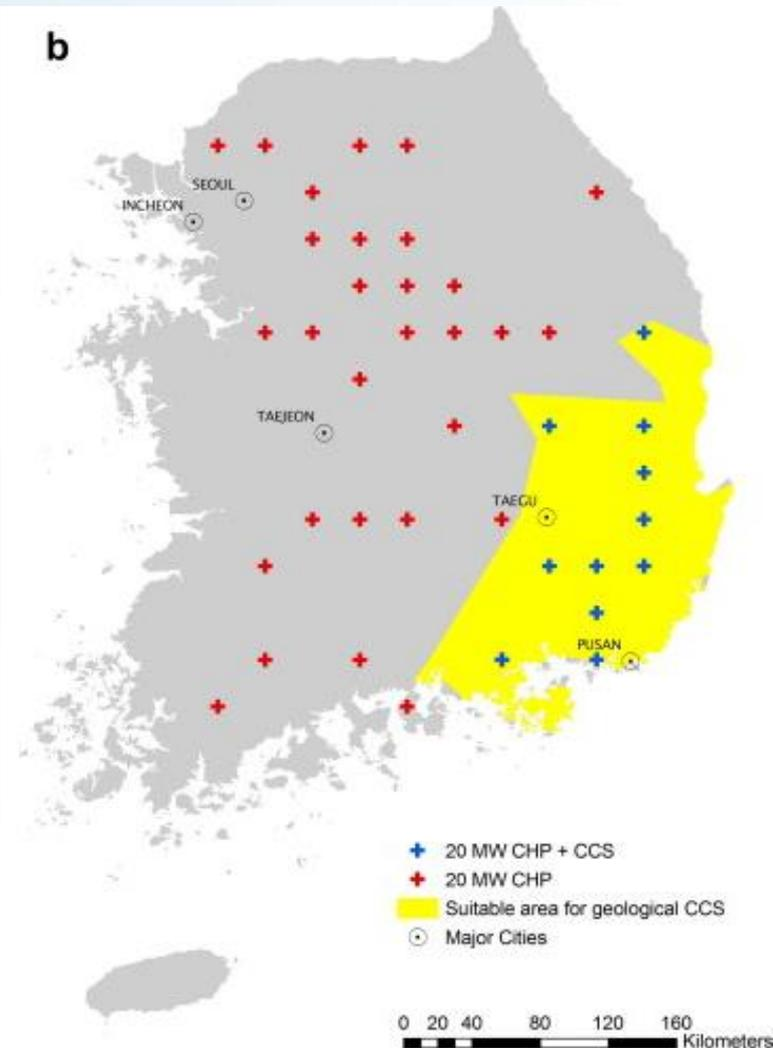 b
SEOUL
INCHEON
TAEJEON
TAEGU
PUSAN
20 MW CHP + CCS
20 MW CHP
Suitable area for geological CCS
Major Cities
0 20 40 80 120 160
Kilometers